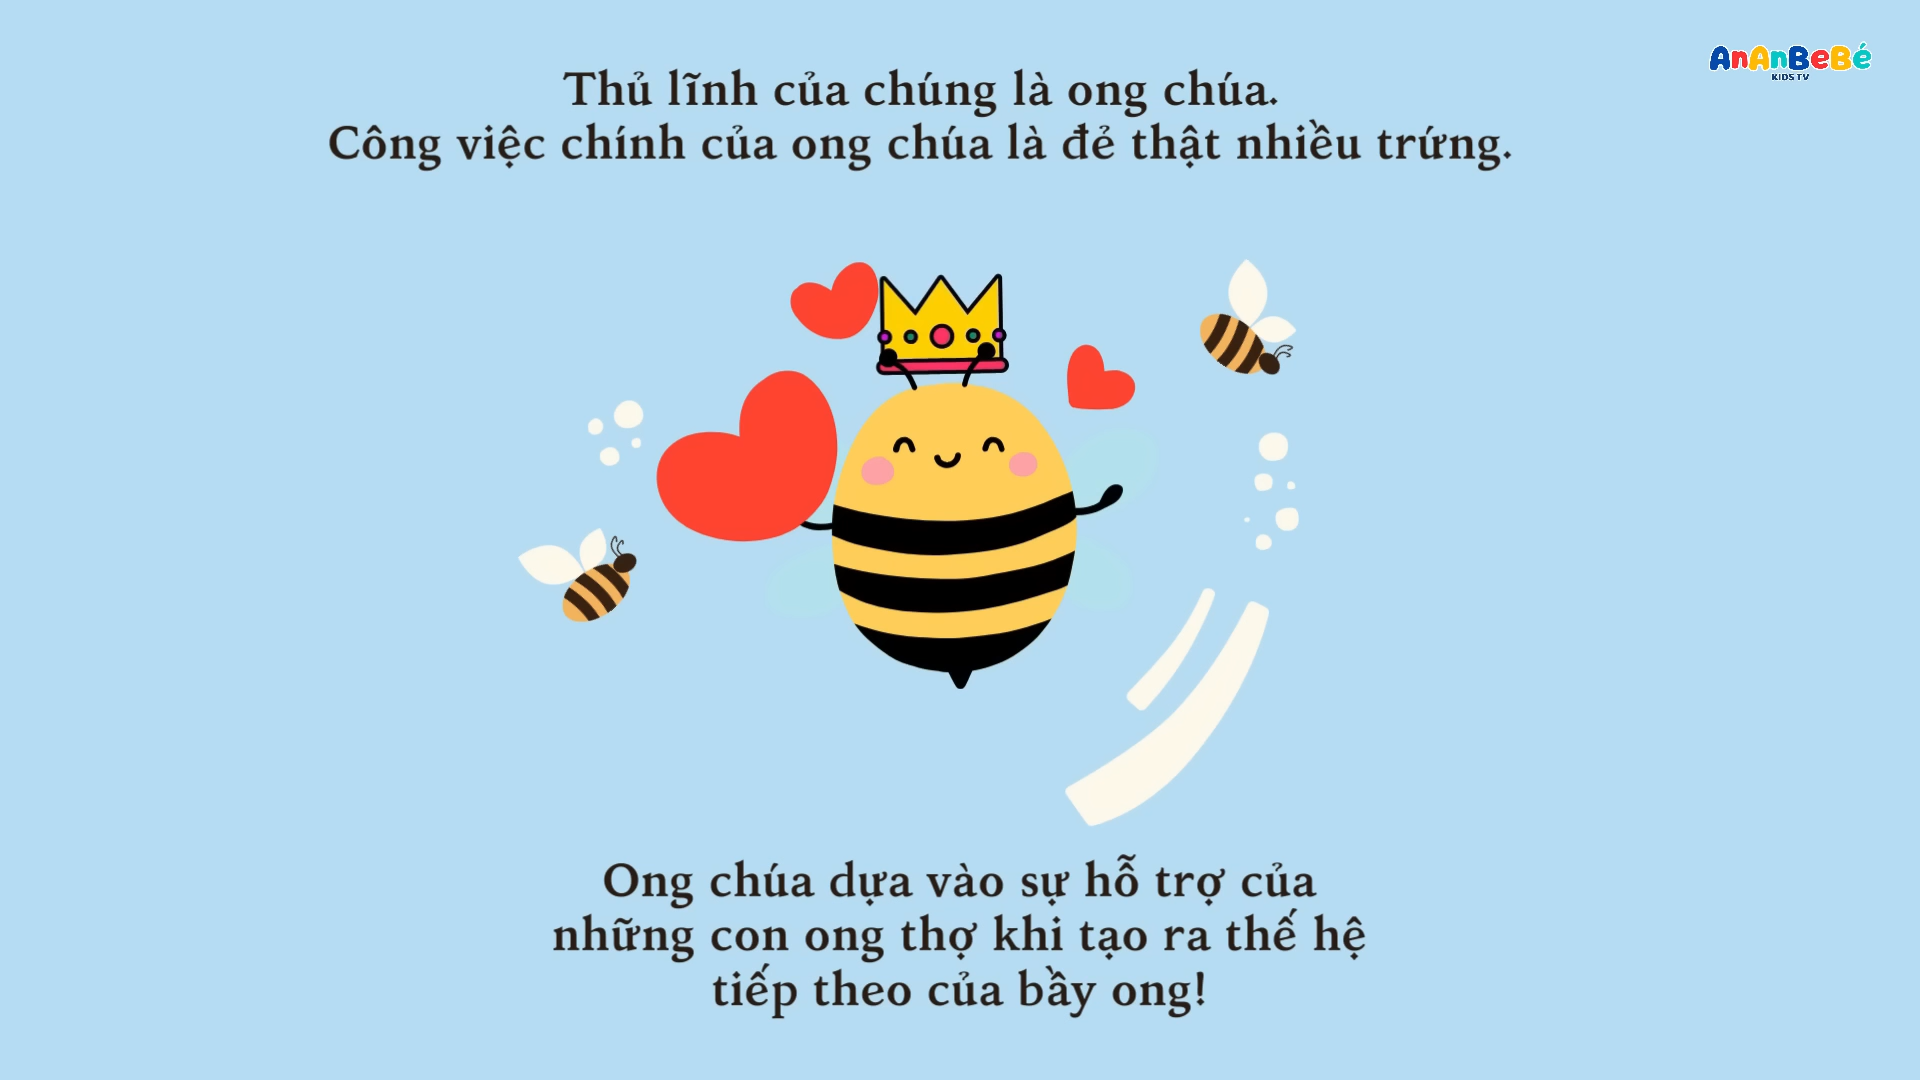 AnAnBeBé
KIDS TV
Thủ lĩnh của chúng là ong chúa.
Công việc chính của ong chúa là đẻ thật nhiều trứng.
Ong chúa dựa vào sự hỗ trợ của
những con ong thợ khi tạo ra thế hệ
tiếp theo của bầy ong!